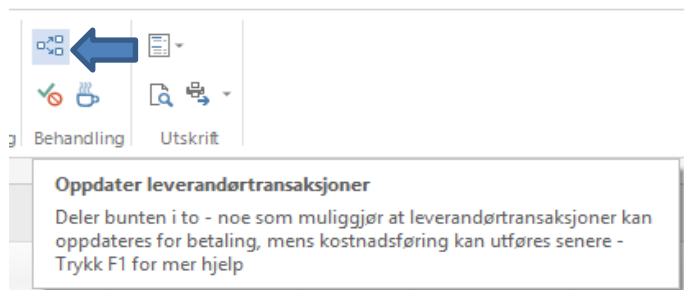 g Behandling Utskrift
Oppdater leverandørtransaksjoner
Deler bunten i to - noe som muliggjør at leverandørtransaksjoner kan
oppdateres for betaling, mens kostnadsføring kan utføres senere -
Trykk F1 for mer hjelp